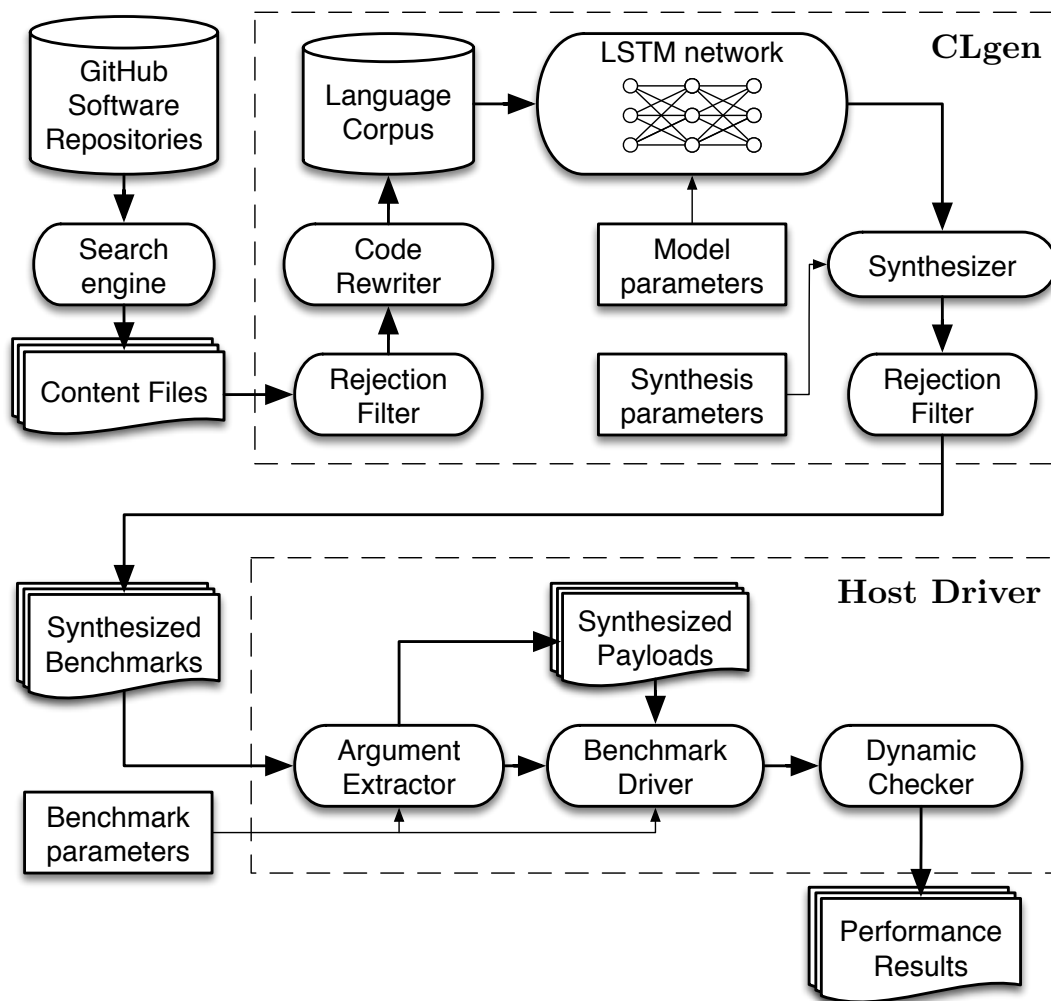 GitHub
Software
Repositories
Search
engine
Content Files
CLgen
Language
Corpus
LSTM network
Code
Rewriter
Model
parameters
Synthesizer
Rejection
Filter
Synthesis
parameters
Rejection
Filter
Synthesized
Benchmarks
Host Driver
Synthesized
Payloads
Argument
Extractor
Benchmark
Driver
Dynamic
Checker
Benchmark
parameters
Performance
Results